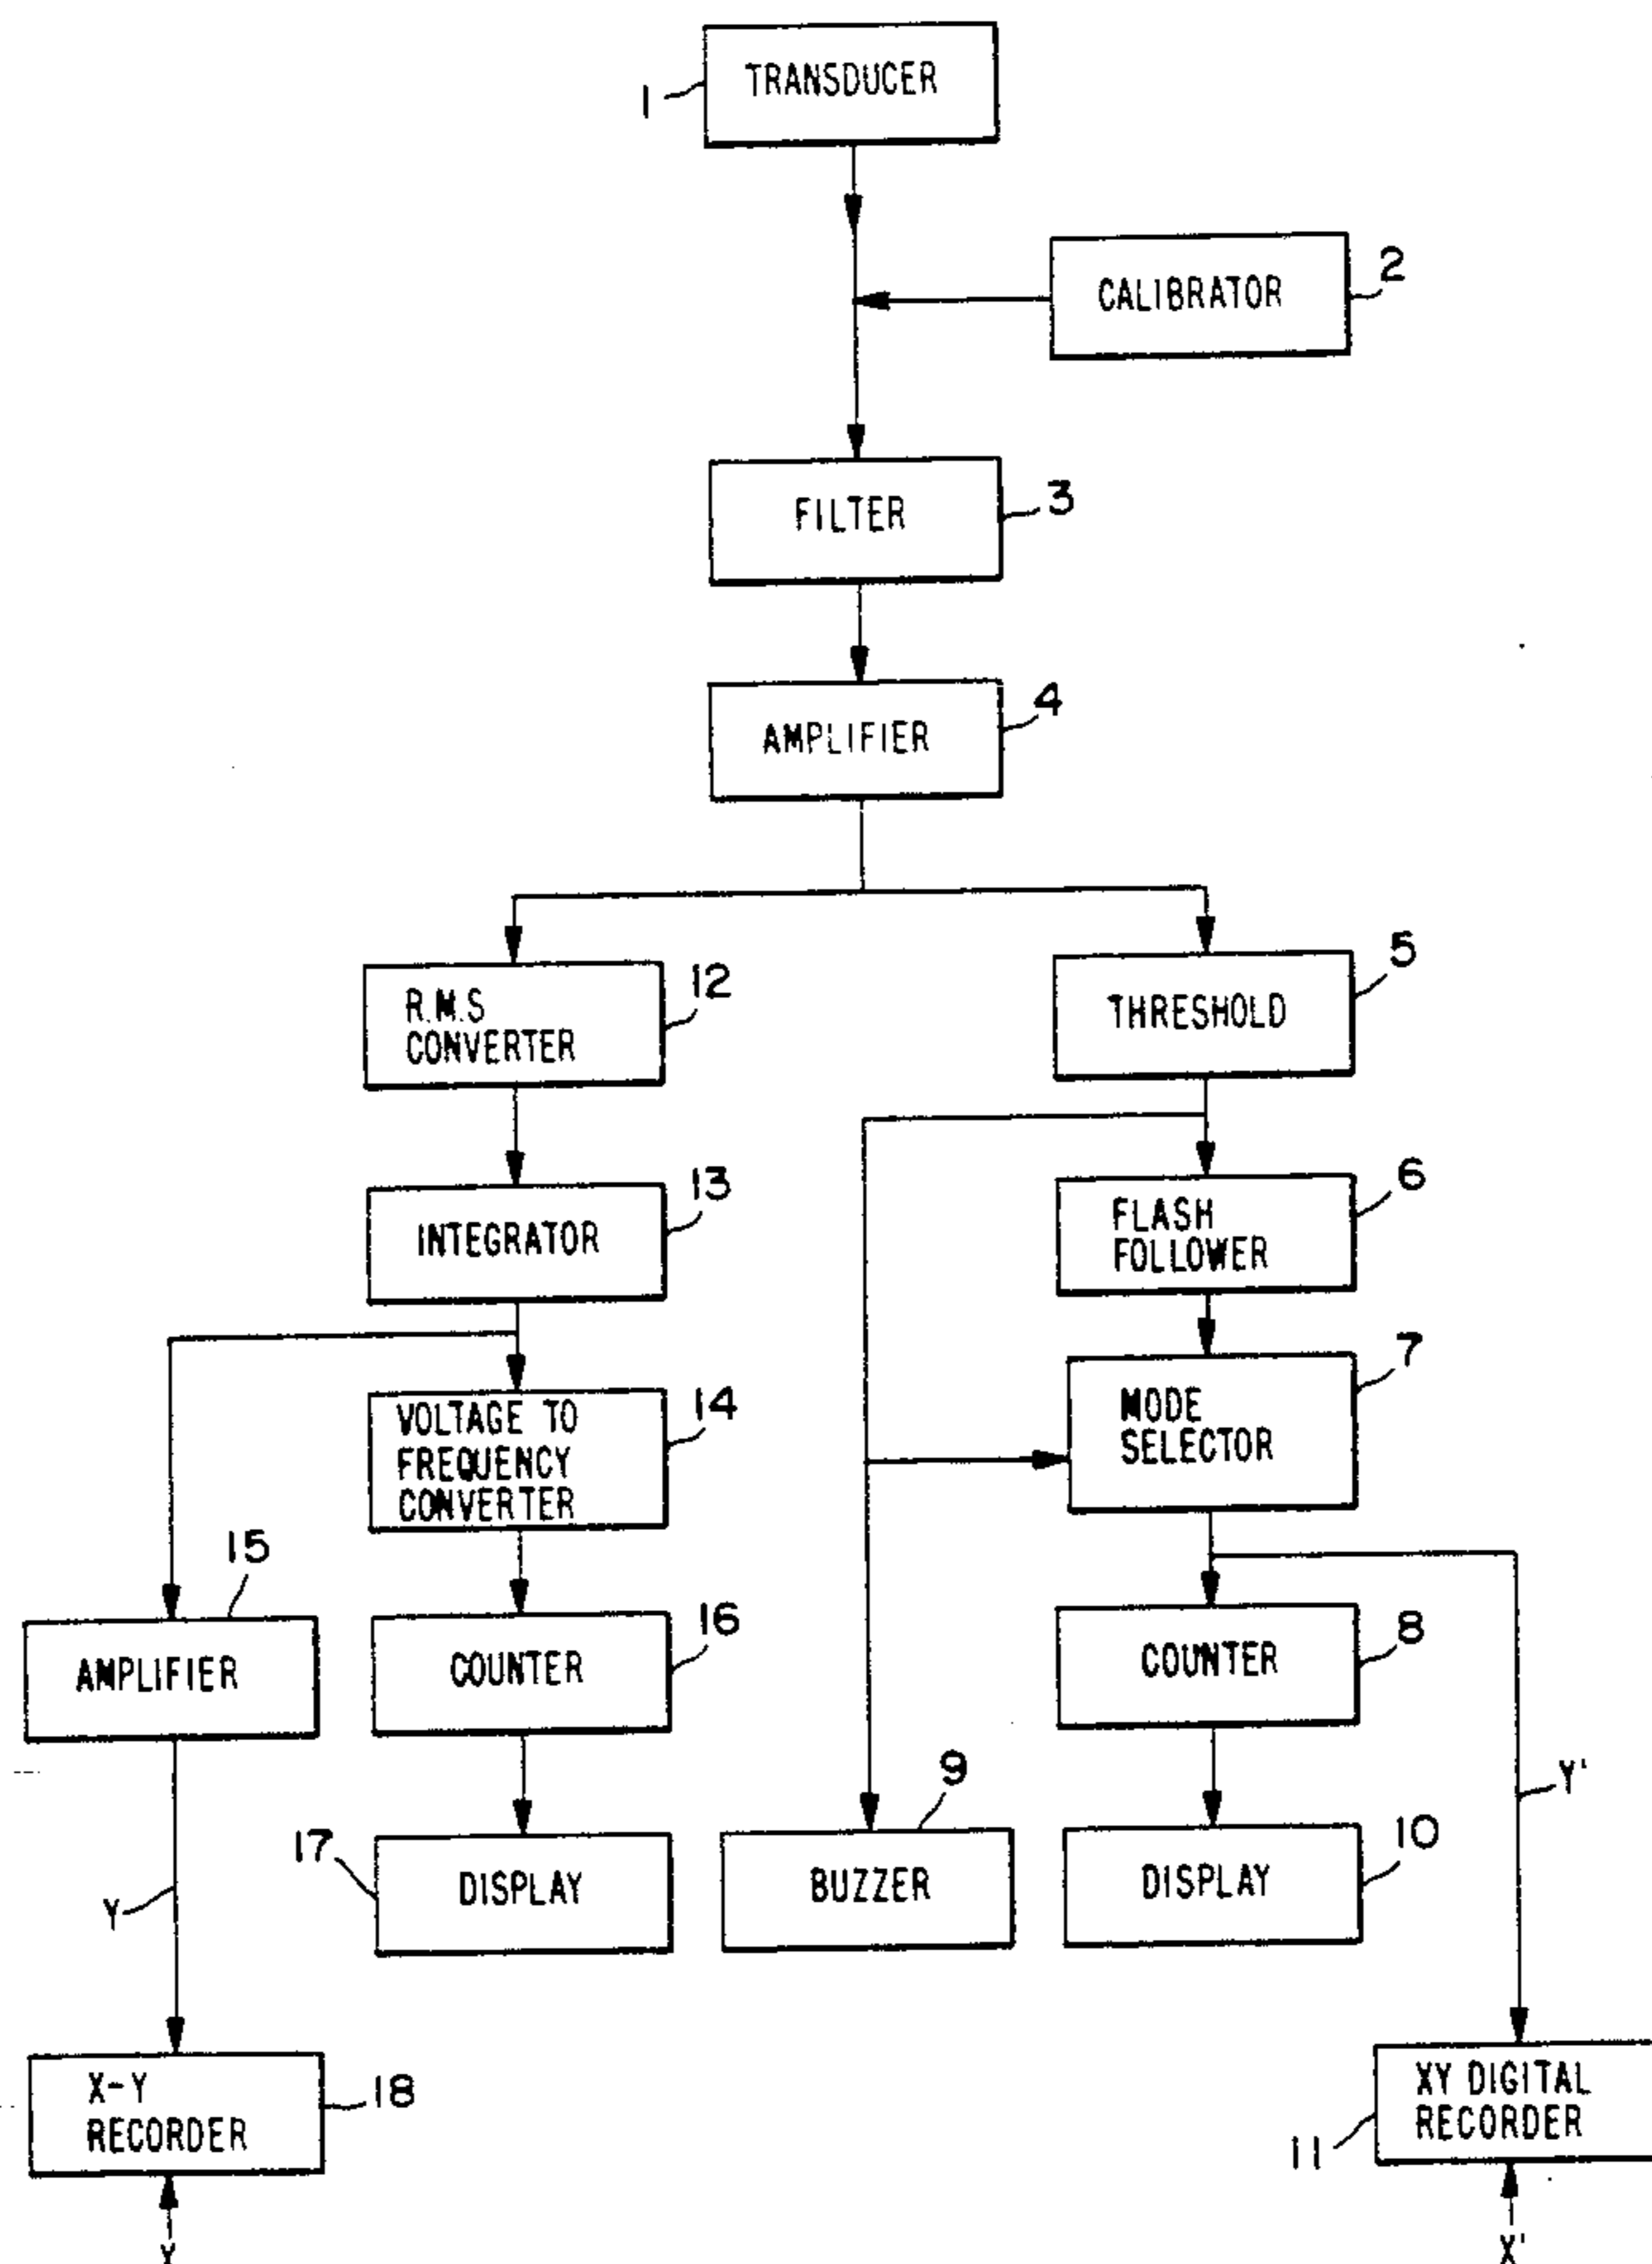 TRANSDUCER
1
CALIBRATOR
2
FILTER
3
AMPLIFIER
4
R.M.S
CONVERTER
12
THRESHOLD
5
INTEGRATOR
13
FLASH
FOLLOWER
6
VOLTAGE TO
FREQUENCY
CONVERTER
14
MODE
SELECTOR
7
AMPLIFIER
15
COUNTER
16
COUNTER
8
Y
DISPLAY
17
BUZZER
9
DISPLAY
10
Y'
X-Y
RECORDER
18
XY DIGITAL
RECORDER
11
X'